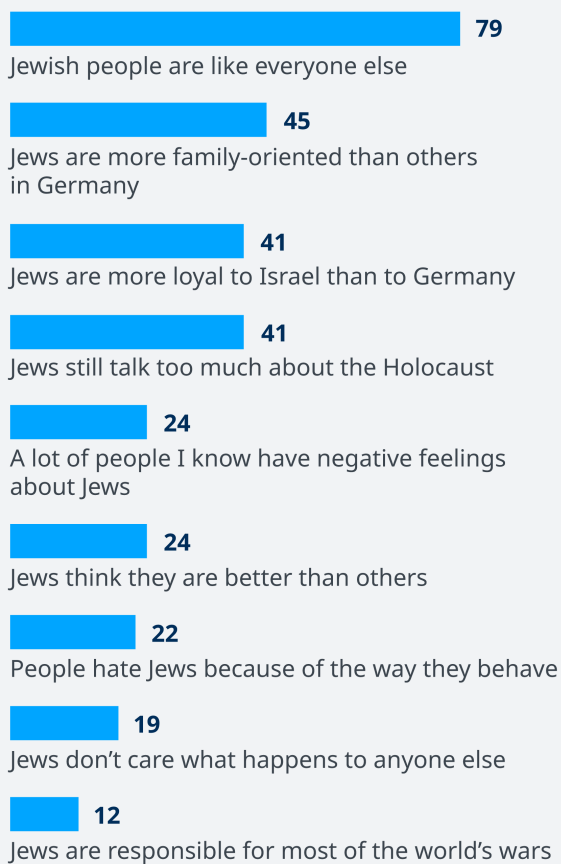 79
Jewish people are like everyone else
45
Jews are more family-oriented than others
in Germany
41
Jews are more loyal to Israel than to Germany
41
Jews still talk too much about the Holocaust
24
A lot of people I know have negative feelings
about Jews
24
Jews think they are better than others
22
People hate Jews because of the way they behave
19
Jews don’t care what happens to anyone else
12
Jews are responsible for most of the world’s wars